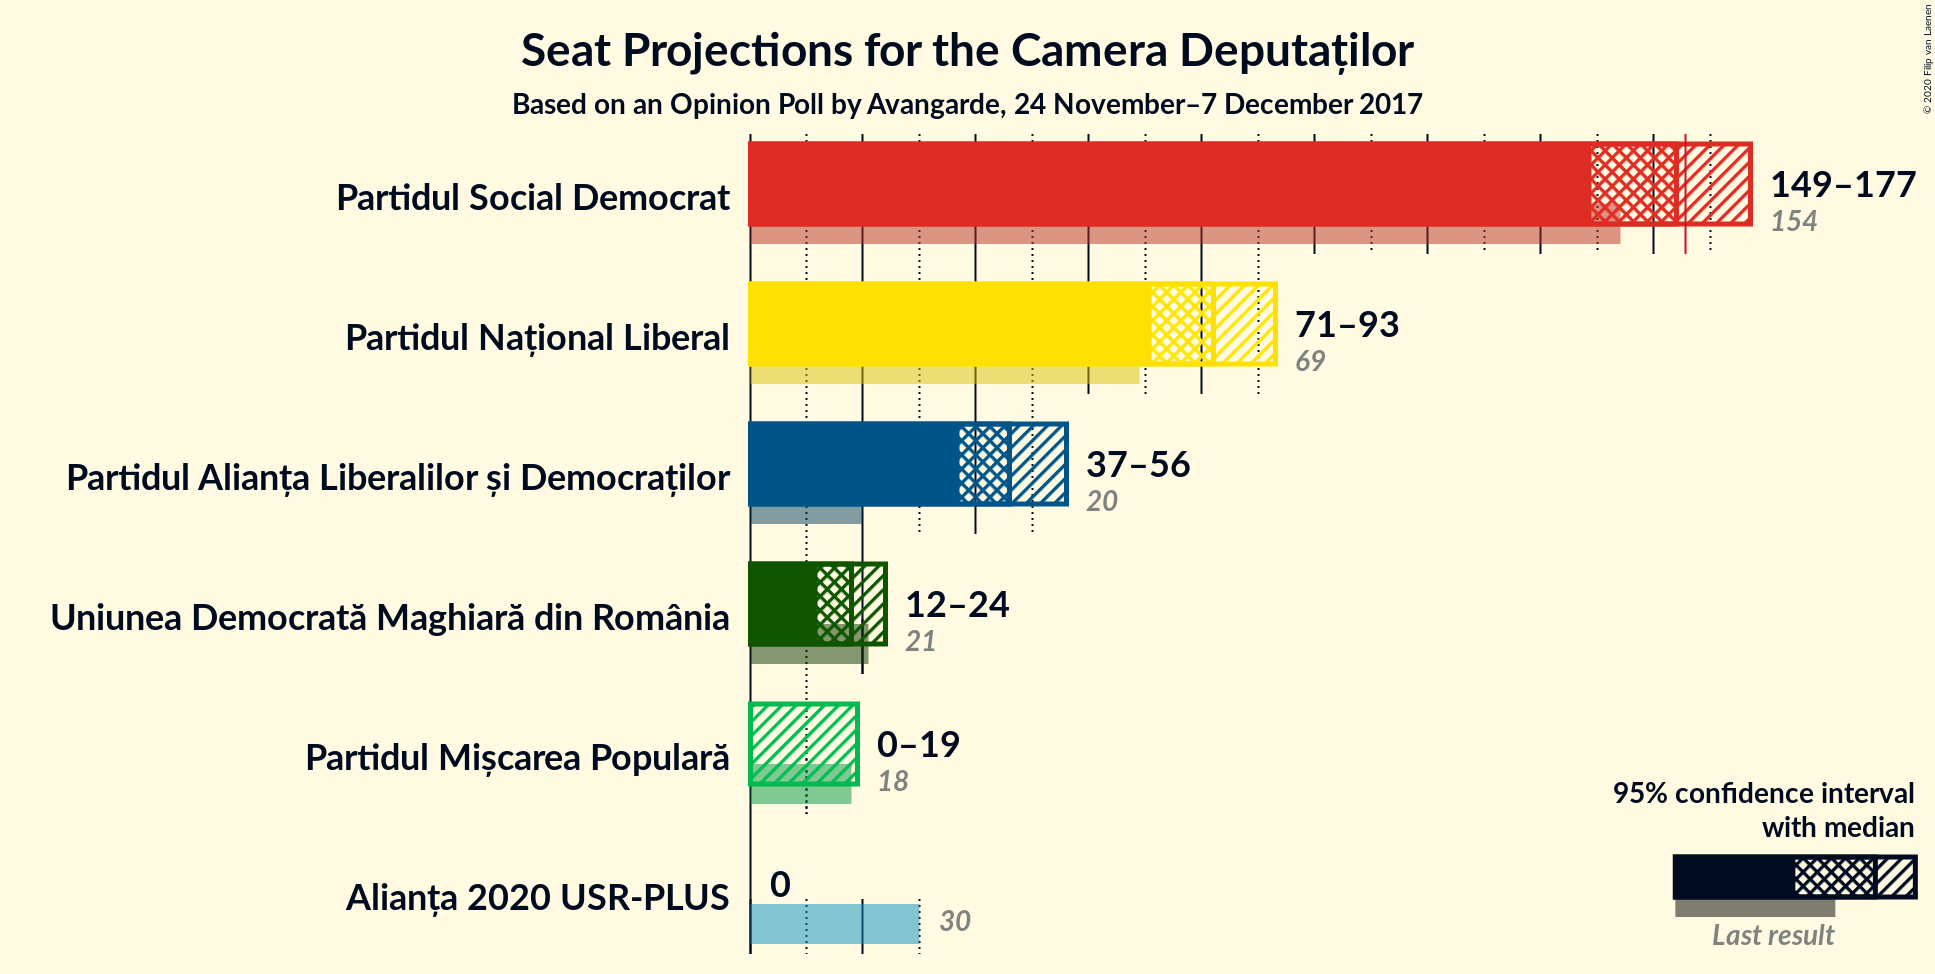 Seat Projections for the Camera Deputaților
Based on an Opinion Poll by Avangarde, 24 November–7 December 2017
© 2020 Filip van Laenen
Partidul Social Democrat
149–177
154
Partidul Național Liberal
71–93
69
Partidul Alianța Liberalilor și Democraților
37–56
20
Uniunea Democrată Maghiară din România
12–24
21
Partidul Mișcarea Populară
0–19
18
Alianța 2020 USR-PLUS
0
30
95% confidence interval
with median
Last result